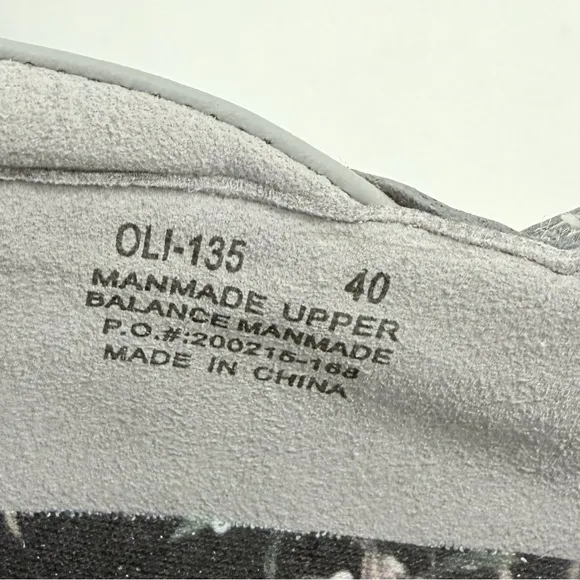 OLI-135 40
MANMADE UPPER
BALANCE MANMADE
P.O.#:200215-168
MADE IN CHINA